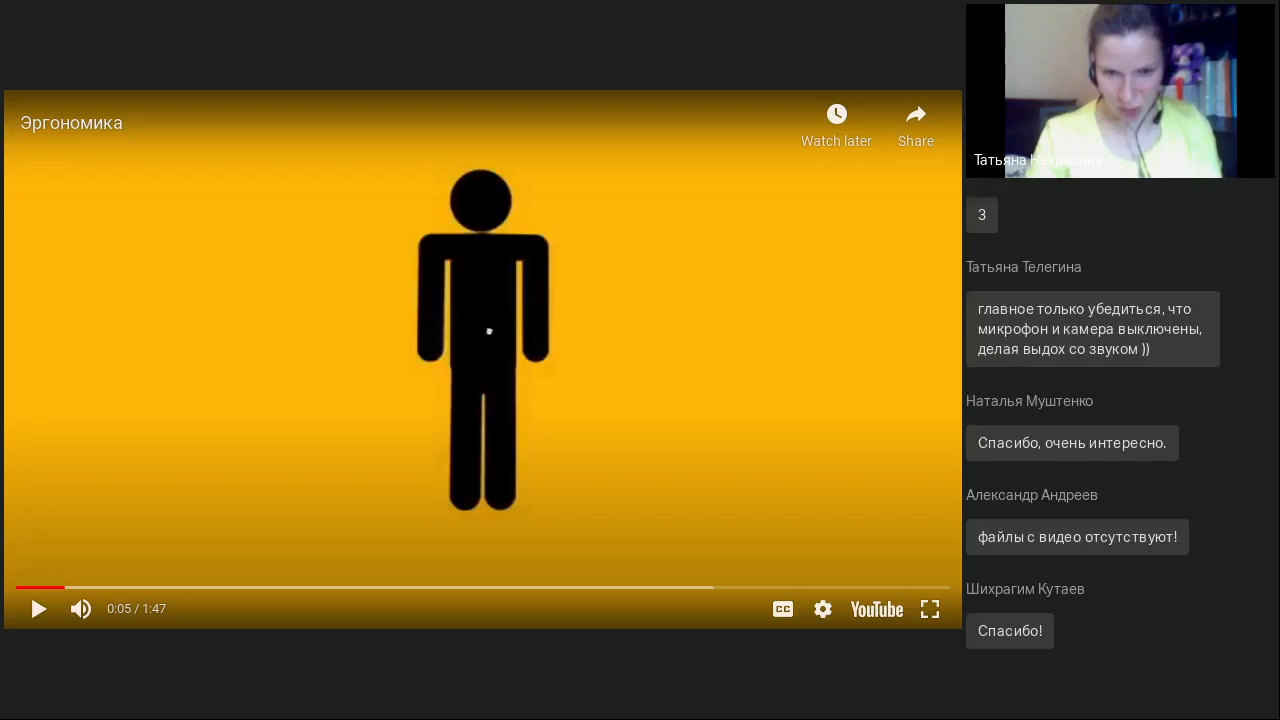 Эргономика
Watch later
Share
0:05 / 1:47
CC
YouTube
Татьяна Некрасова
3
Татьяна Телегина
главное только убедиться, что
микрофон и камера выключены,
делая выдох со звуком ))
Наталья Муштенко
Спасибо, очень интересно.
Александр Андреев
файлы с видео отсутствуют!
Шихрагим Кутаев
Спасибо!